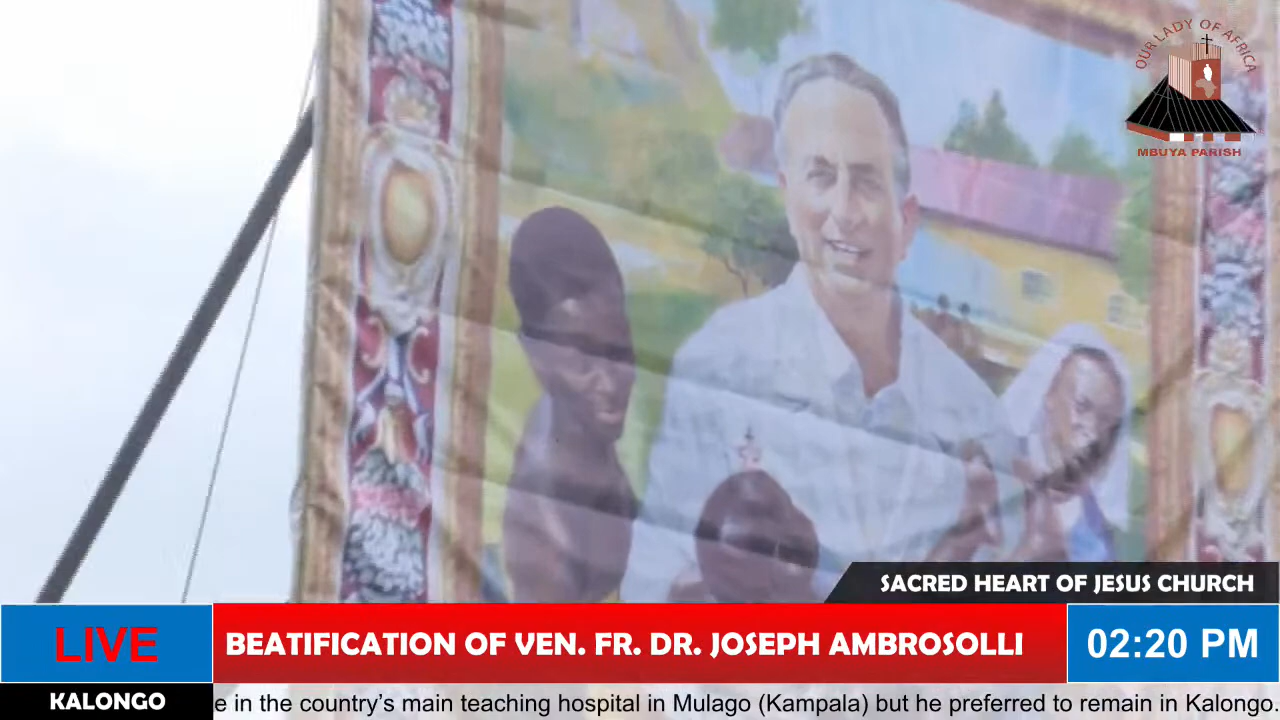 OUR LADY OF AFRICA
MBUYA PARISH
SACRED HEART OF JESUS CHURCH
LIVE
BEATIFICATION OF VEN. FR. DR. JOSEPH AMBROSOLLI
02:20 PM
KALONGO
e in the country's main teaching hospital in Mulago (Kampala) but he preferred to remain in Kalongo.